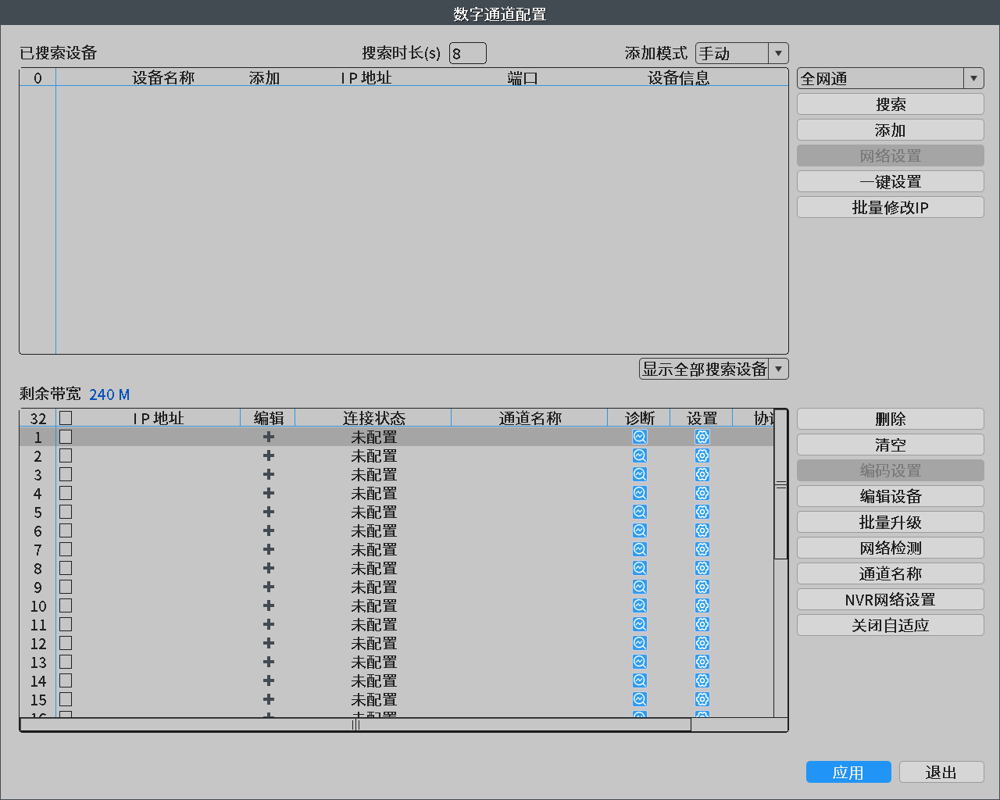 数字通道配置
已搜索设备 搜索时长(s) 8 添加模式 手动
0 设备名称 添加 IP地址 端口 设备信息
全网通
搜索
添加
网络设置
一键设置
批量修改IP
显示全部搜索设备
剩余带宽 240 M
32 IP地址 编辑 连接状态 通道名称 诊断 设置
1 未配置
2 未配置
3 未配置
4 未配置
5 未配置
6 未配置
7 未配置
8 未配置
9 未配置
10 未配置
11 未配置
12 未配置
13 未配置
14 未配置
15 未配置
16 未配置
删除
清空
编码设置
编辑设备
批量升级
网络检测
通道名称
NVR网络设置
关闭自适应
应用 退出